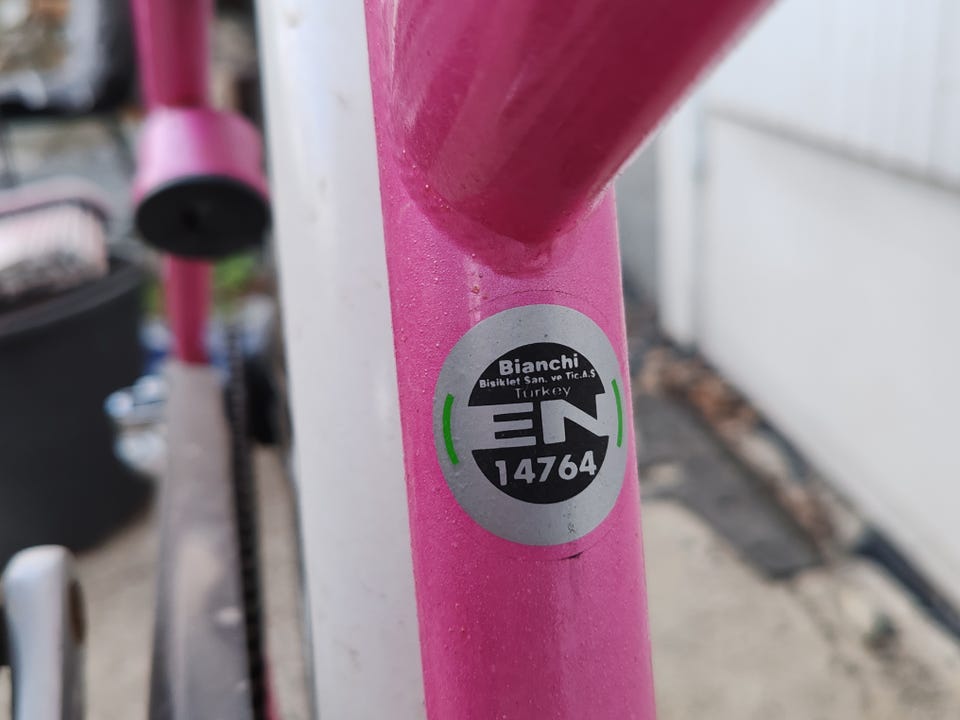 Bianchi
Bisiklet San. ve Tic.A.S
Turkey
EN
14764